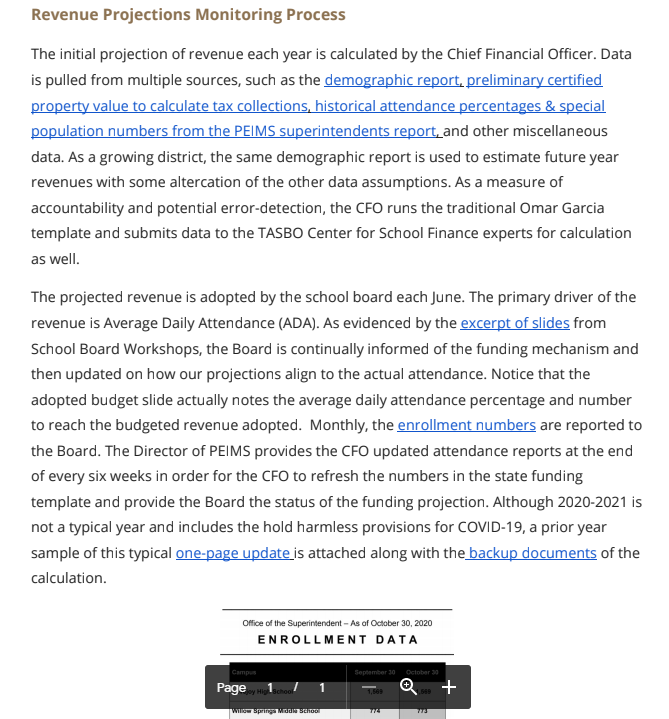 Revenue Projections Monitoring Process
The initial projection of revenue each year is calculated by the Chief Financial Officer. Data
is pulled from multiple sources, such as the demographic report, preliminary certified
property value to calculate tax collections, historical attendance percentages & special
population numbers from the PEIMS superintendents report, and other miscellaneous
data. As a growing district, the same demographic report is used to estimate future year
revenues with some altercation of the other data assumptions. As a measure of
accountability and potential error-detection, the CFO runs the traditional Omar Garcia
template and submits data to the TASBO Center for School Finance experts for calculation
as well.
The projected revenue is adopted by the school board each June. The primary driver of the
revenue is Average Daily Attendance (ADA). As evidenced by the excerpt of slides from
School Board Workshops, the Board is continually informed of the funding mechanism and
then updated on how our projections align to the actual attendance. Notice that the
adopted budget slide actually notes the average daily attendance percentage and number
to reach the budgeted revenue adopted.  Monthly, the enrollment numbers are reported to
the Board. The Director of PEIMS provides the CFO updated attendance reports at the end
of every six weeks in order for the CFO to refresh the numbers in the state funding
template and provide the Board the status of the funding projection. Although 2020-2021 is
not a typical year and includes the hold harmless provisions for COVID-19, a prior year
sample of this typical one-page update is attached along with the backup documents of the
calculation.
Office of the Superintendent – As of October 30, 2020
ENROLLMENT DATA
Campus September 30 October 30
Page 1 / 1
High School
Willow Springs Middle School 774 773